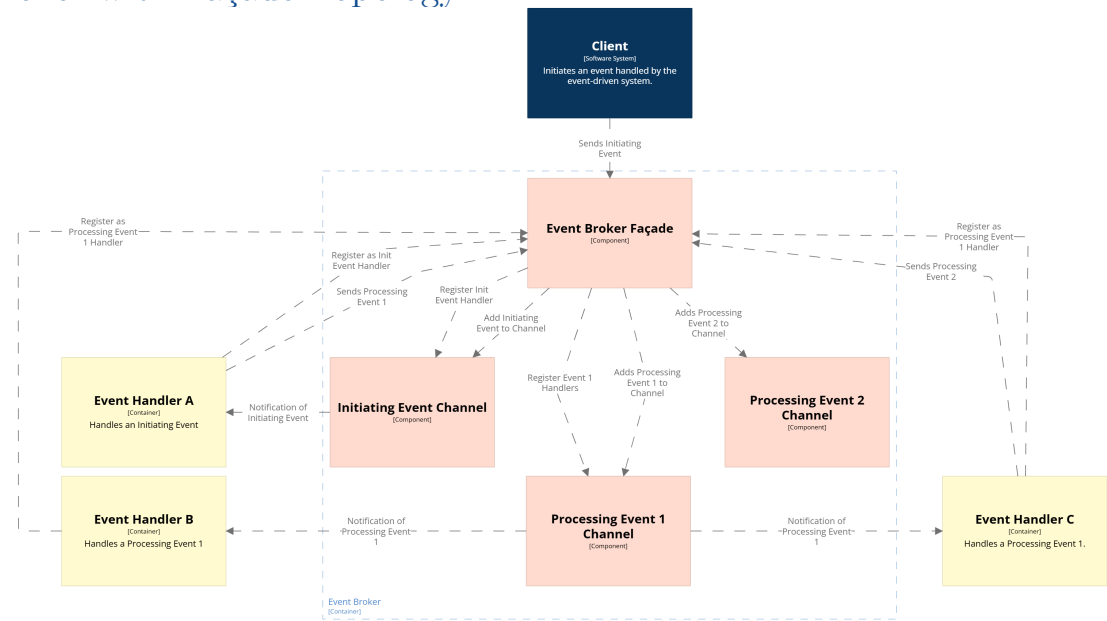 Client
[Software System]
Initiates an event handled by the
event-driven system.
Sends Initiating
Event
Event Broker Façade
[Component]
Register as
Processing Event
1 Handler
Register as Init
Event Handler
Sends Processing
Event 1
Register Init
Event Handler
Add Initiating
Event to Channel
Adds Processing
Event 2 to
Channel
Register as
Processing Event
1 Handler
Sends Processing
Event 2
Register Event 1
Handlers
Adds Processing
Event 1 to
Channel
Event Handler A
[Container]
Handles an Initiating Event
Notification of
Initiating Event
Initiating Event Channel
[Component]
Processing Event 2
Channel
[Component]
Event Handler B
[Container]
Handles a Processing Event 1
Notification of
Processing Event
1
Processing Event 1
Channel
[Component]
Notification of
Processing Event
1
Event Handler C
[Container]
Handles a Processing Event 1.
Event Broker
[Container]